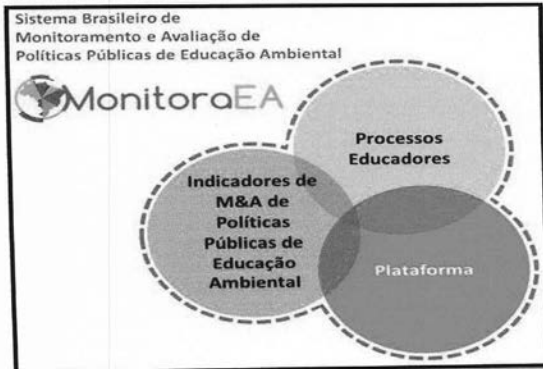 Sistema Brasileiro de
Monitoramento e Avaliação de
Políticas Públicas de Educação Ambiental
MonitoraEA
Processos
Educadores
Indicadores de
M&A de
Políticas
Públicas de
Educação
Ambiental
Plataforma